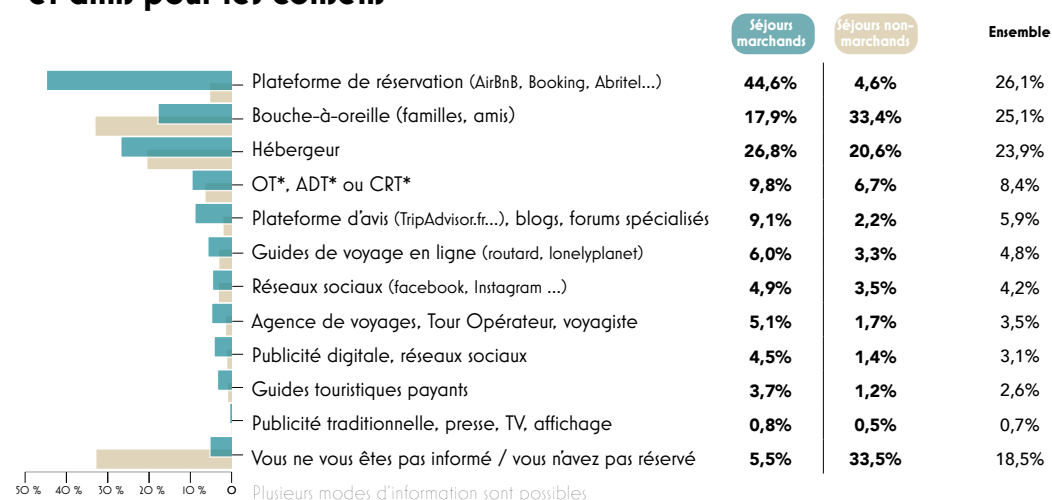 et amis pour les conseils
Séjours marchands Séjours non-marchands Ensemble
Plateforme de réservation (AirBnB, Booking, Abritel...) 44,6% 4,6% 26,1%
Bouche-à-oreille (familles, amis) 17,9% 33,4% 25,1%
Hébergeur 26,8% 20,6% 23,9%
OT*, ADT* ou CRT* 9,8% 6,7% 8,4%
Plateforme d'avis (TripAdvisor.fr...), blogs, forums spécialisés 9,1% 2,2% 5,9%
Guides de voyage en ligne (routard, lonelyplanet) 6,0% 3,3% 4,8%
Réseaux sociaux (facebook, Instagram ...) 4,9% 3,5% 4,2%
Agence de voyages, Tour Opérateur, voyagiste 5,1% 1,7% 3,5%
Publicité digitale, réseaux sociaux 4,5% 1,4% 3,1%
Guides touristiques payants 3,7% 1,2% 2,6%
Publicité traditionnelle, presse, TV, affichage 0,8% 0,5% 0,7%
Vous ne vous êtes pas informé / vous n'avez pas réservé 5,5% 33,5% 18,5%
50 % 40 % 30 % 20 % 10 % 0
Plusieurs modes d'information sont possibles